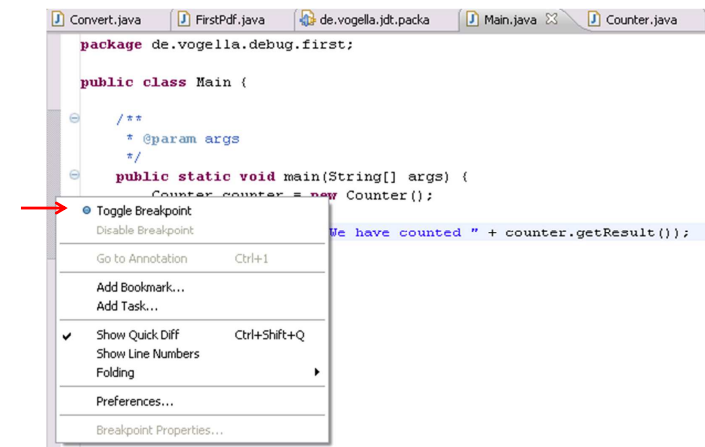 Convert.java FirstPdf.java de.vogella.jdt.packa Main.java Counter.java
package de.vogella.debug.first;
public class Main {
/**
* @param args
*/
public static void main(String[] args) {
Counter counter = new Counter();
Toggle Breakpoint
Disable Breakpoint
We have counted " + counter.getResult());
Go to Annotation Ctrl+1
Add Bookmark...
Add Task...
Show Quick Diff Ctrl+Shift+Q
Show Line Numbers
Folding
Preferences...
Breakpoint Properties...